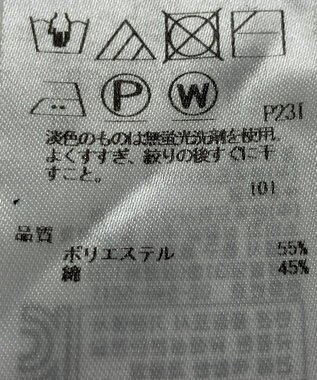 P
W
P231
淡色のものは無蛍光洗剤を使用。
よくすすぎ、絞りの後すぐに干
すこと。
101
品質
ポリエステル 55%
綿 45%